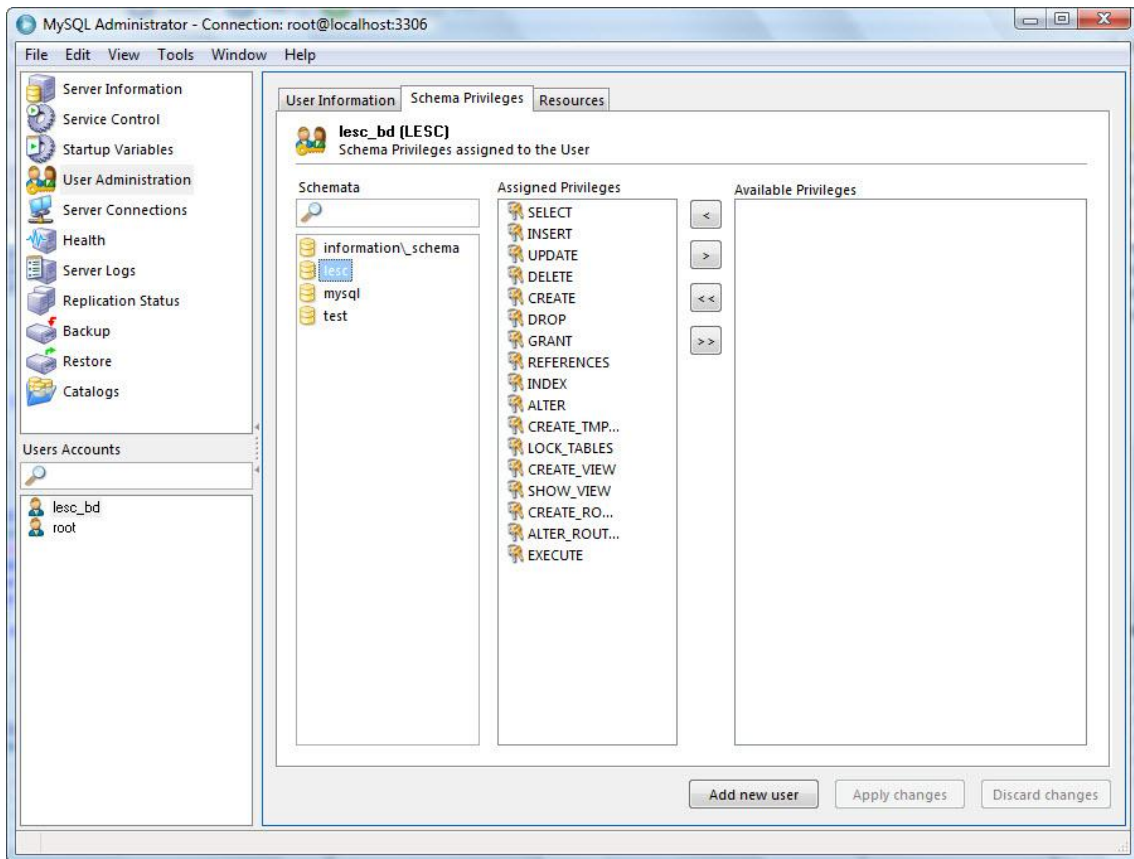 MySQL Administrator - Connection: root@localhost:3306
File Edit View Tools Window Help
Server Information
Service Control
Startup Variables
User Administration
Server Connections
Health
Server Logs
Replication Status
Backup
Restore
Catalogs
Users Accounts
lesc_bd
root
User Information Schema Privileges Resources
lesc_bd (LESC)
Schema Privileges assigned to the User
Schemata
information\_schema
lesc
mysql
test
Assigned Privileges
SELECT
INSERT
UPDATE
DELETE
CREATE
DROP
GRANT
REFERENCES
INDEX
ALTER
CREATE_TMP...
LOCK_TABLES
CREATE_VIEW
SHOW_VIEW
CREATE_RO...
ALTER_ROUT...
EXECUTE
<
>
<<
>>
Available Privileges
Add new user Apply changes Discard changes